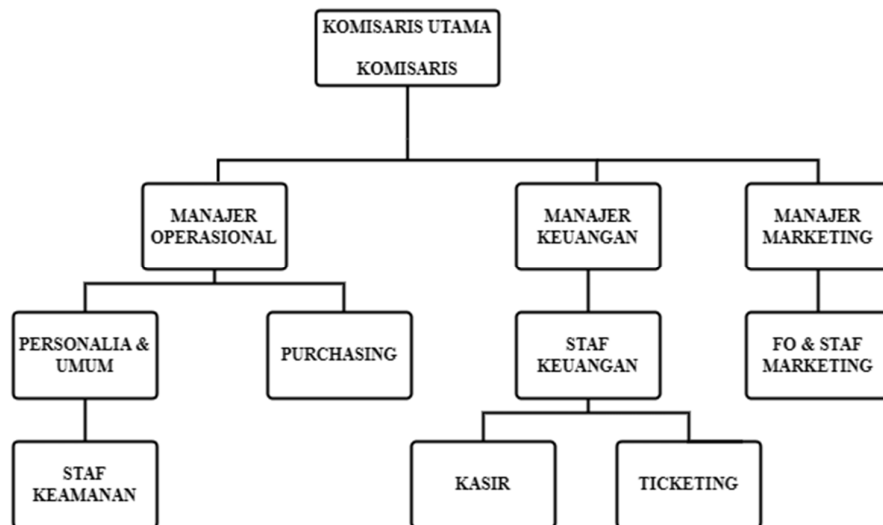 KOMISARIS UTAMA
KOMISARIS
MANAJER
OPERASIONAL
MANAJER
KEUANGAN
MANAJER
MARKETING
PERSONALIA &
UMUM
PURCHASING
STAF
KEUANGAN
FO & STAF
MARKETING
STAF
KEAMANAN
KASIR
TICKETING